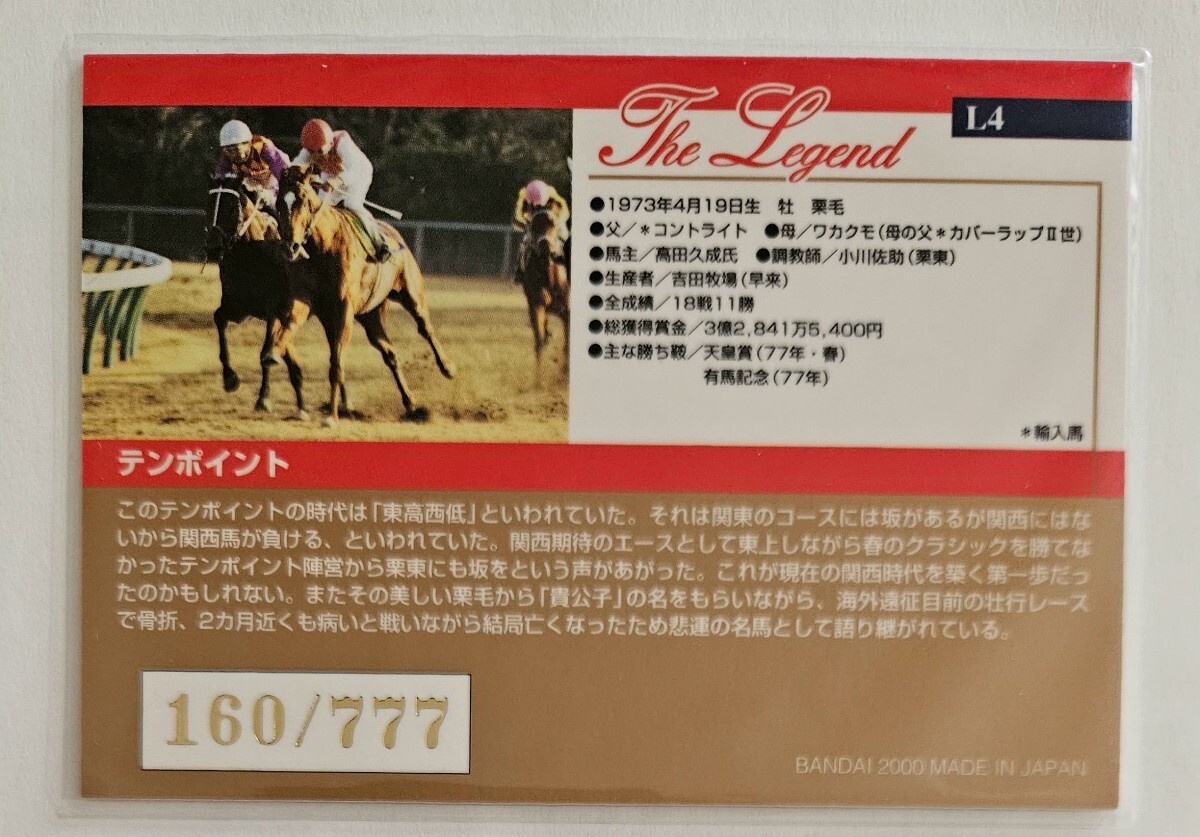 The Legend
L4
●1973年4月19日生 牡 栗毛
●父／＊コントライト ●母／ワカクモ（母の父＊カバーラップⅡ世）
●馬主／高田久成氏 ●調教師／小川佐助（栗東）
●生産者／吉田牧場（早来）
●全成績／18戦11勝
●総獲得賞金／3億2,841万5,400円
●主な勝ち鞍／天皇賞（77年・春）
有馬記念（77年）
＊輸入馬
テンポイント
このテンポイントの時代は「東高西低」といわれていた。それは関東のコースには坂があるが関西にはな
いから関西馬が負ける、といわれていた。関西期待のエースとして東上しながら春のクラシックを勝てな
かったテンポイント陣営から栗東にも坂をという声があがった。これが現在の関西時代を築く第一歩だっ
たのかもしれない。またその美しい栗毛から「貴公子」の名をもらいながら、海外遠征目前の壮行レース
で骨折、2カ月近くも病いと戦いながら結局亡くなったため悲運の名馬として語り継がれている。
160/777
BANDAI 2000 MADE IN JAPAN